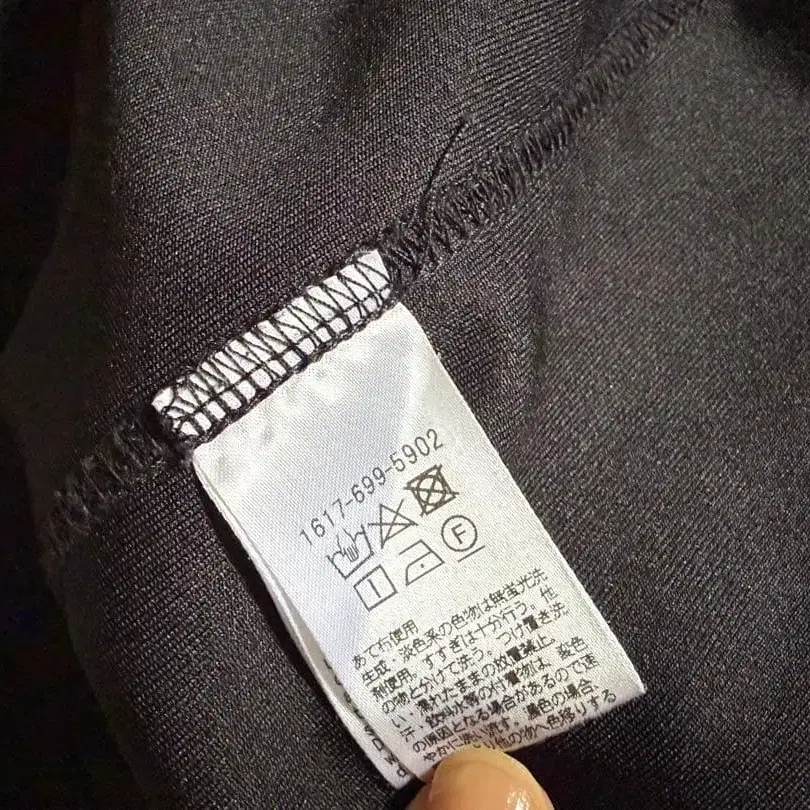 1617-699-5902
F
あて布使用
生成・淡色系の色物は無蛍光洗
剤使用。すすぎは十分行う。他
の物と分けて洗う。つけ置き洗
い・濡れたままの放置禁止。
汗・飲料水等の付着物は、変色
の原因となる場合があるので速
やかに洗い流す。濃色の場合、
他の物へ色移りする